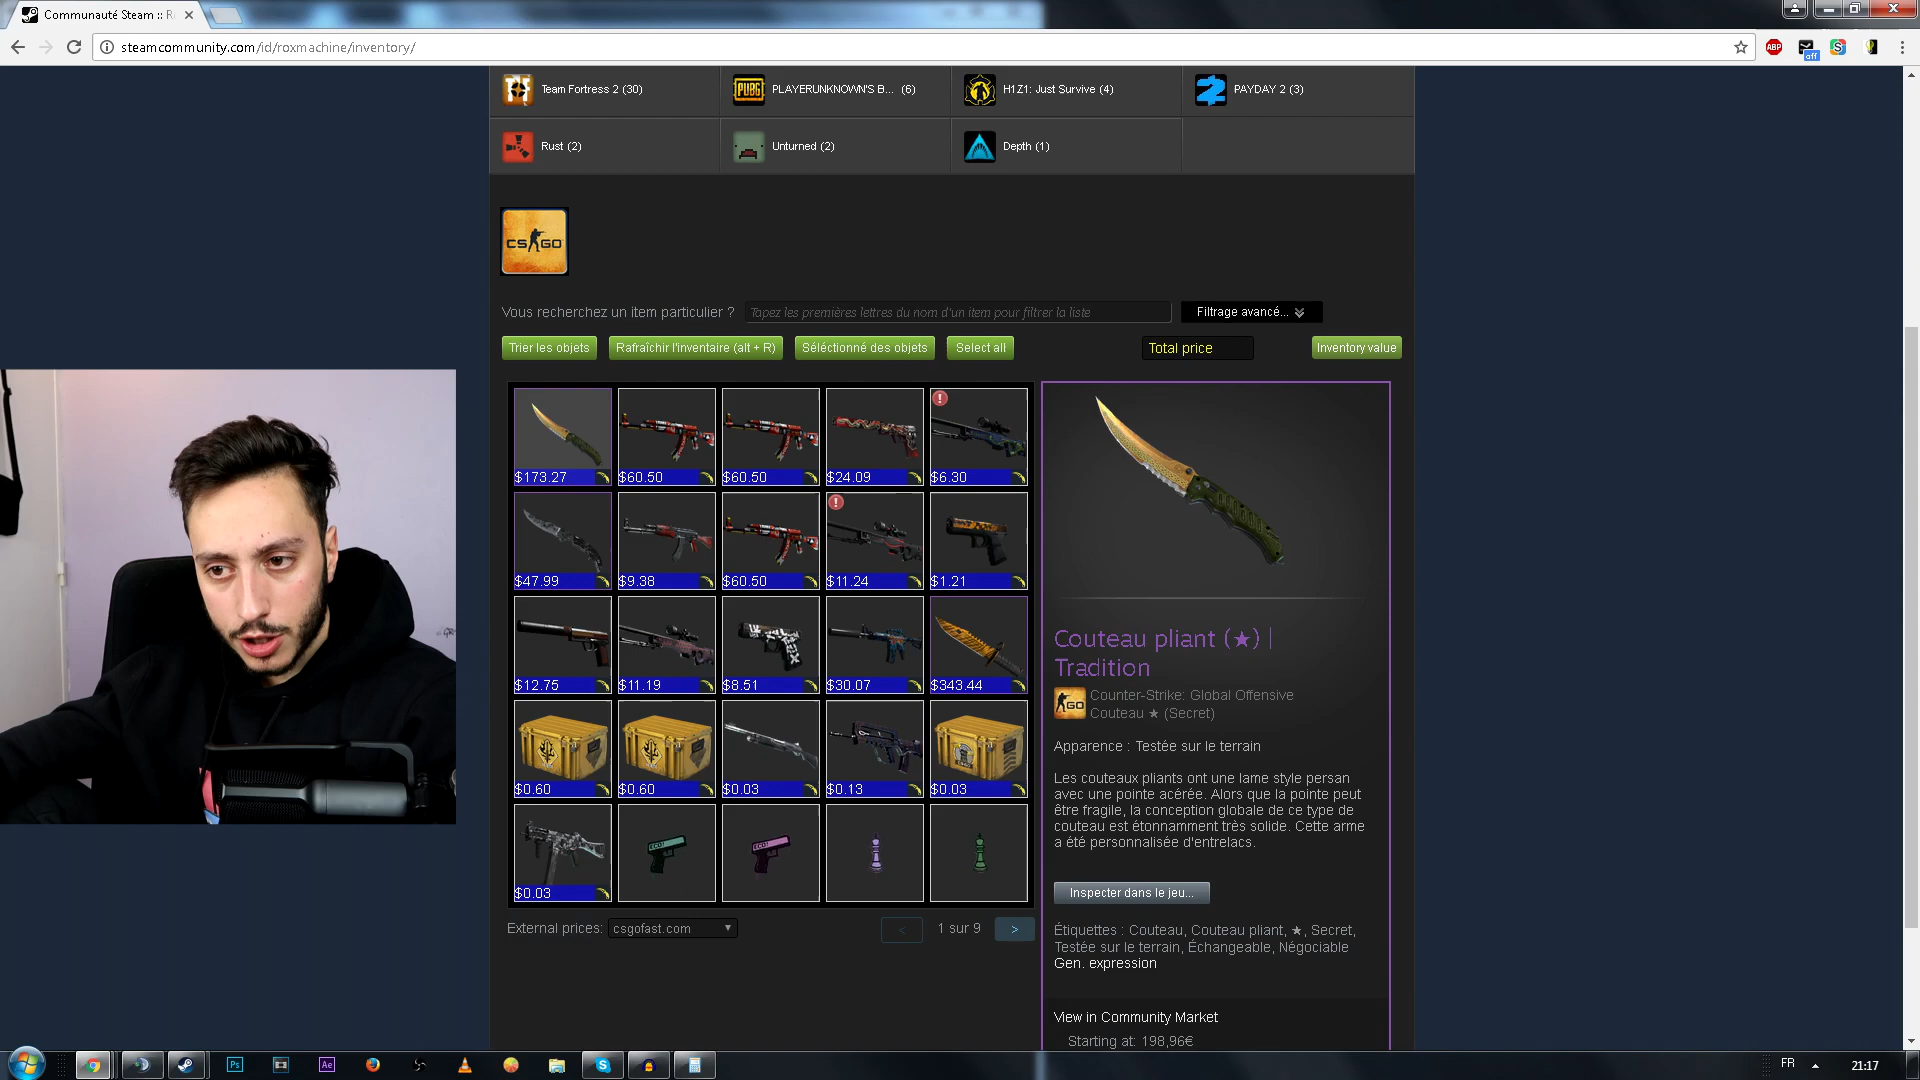 Communauté Steam :: R
steamcommunity.com/id/roxmachine/inventory/
ABP
off
Team Fortress 2 (30)
PUBG
PLAYERUNKNOWN'S B... (6)
H1Z1: Just Survive (4)
PAYDAY 2 (3)
Rust (2)
Unturned (2)
Depth (1)
CS GO
Vous recherchez un item particulier ?
Tapez les premières lettres du nom d'un item pour filtrer la liste
Filtrage avancé...
Trier les objets
Rafraîchir l'inventaire (alt + R)
Séléctionné des objets
Select all
Total price
Inventory value
$173.27
$60.50
$60.50
$24.09
$6.30
$47.99
$9.38
$60.50
$11.24
$1.21
$12.75
$11.19
$8.51
$30.07
$343.44
$0.60
$0.60
$0.03
$0.13
$0.03
$0.03
External prices:
csgofast.com
<
1 sur 9
>
Couteau pliant (★) |
Tradition
GO
Counter-Strike: Global Offensive
Couteau ★ (Secret)
Apparence : Testée sur le terrain
Les couteaux pliants ont une lame style persan
avec une pointe acérée. Alors que la pointe peut
être fragile, la conception globale de ce type de
couteau est étonnamment très solide. Cette arme
a été personnalisée d'entrelacs.
Inspecter dans le jeu...
Étiquettes : Couteau, Couteau pliant, ★, Secret,
Testée sur le terrain, Échangeable, Négociable
Gen. expression
View in Community Market
Starting at: 198,96€
Ps
Ae
FR
21:17